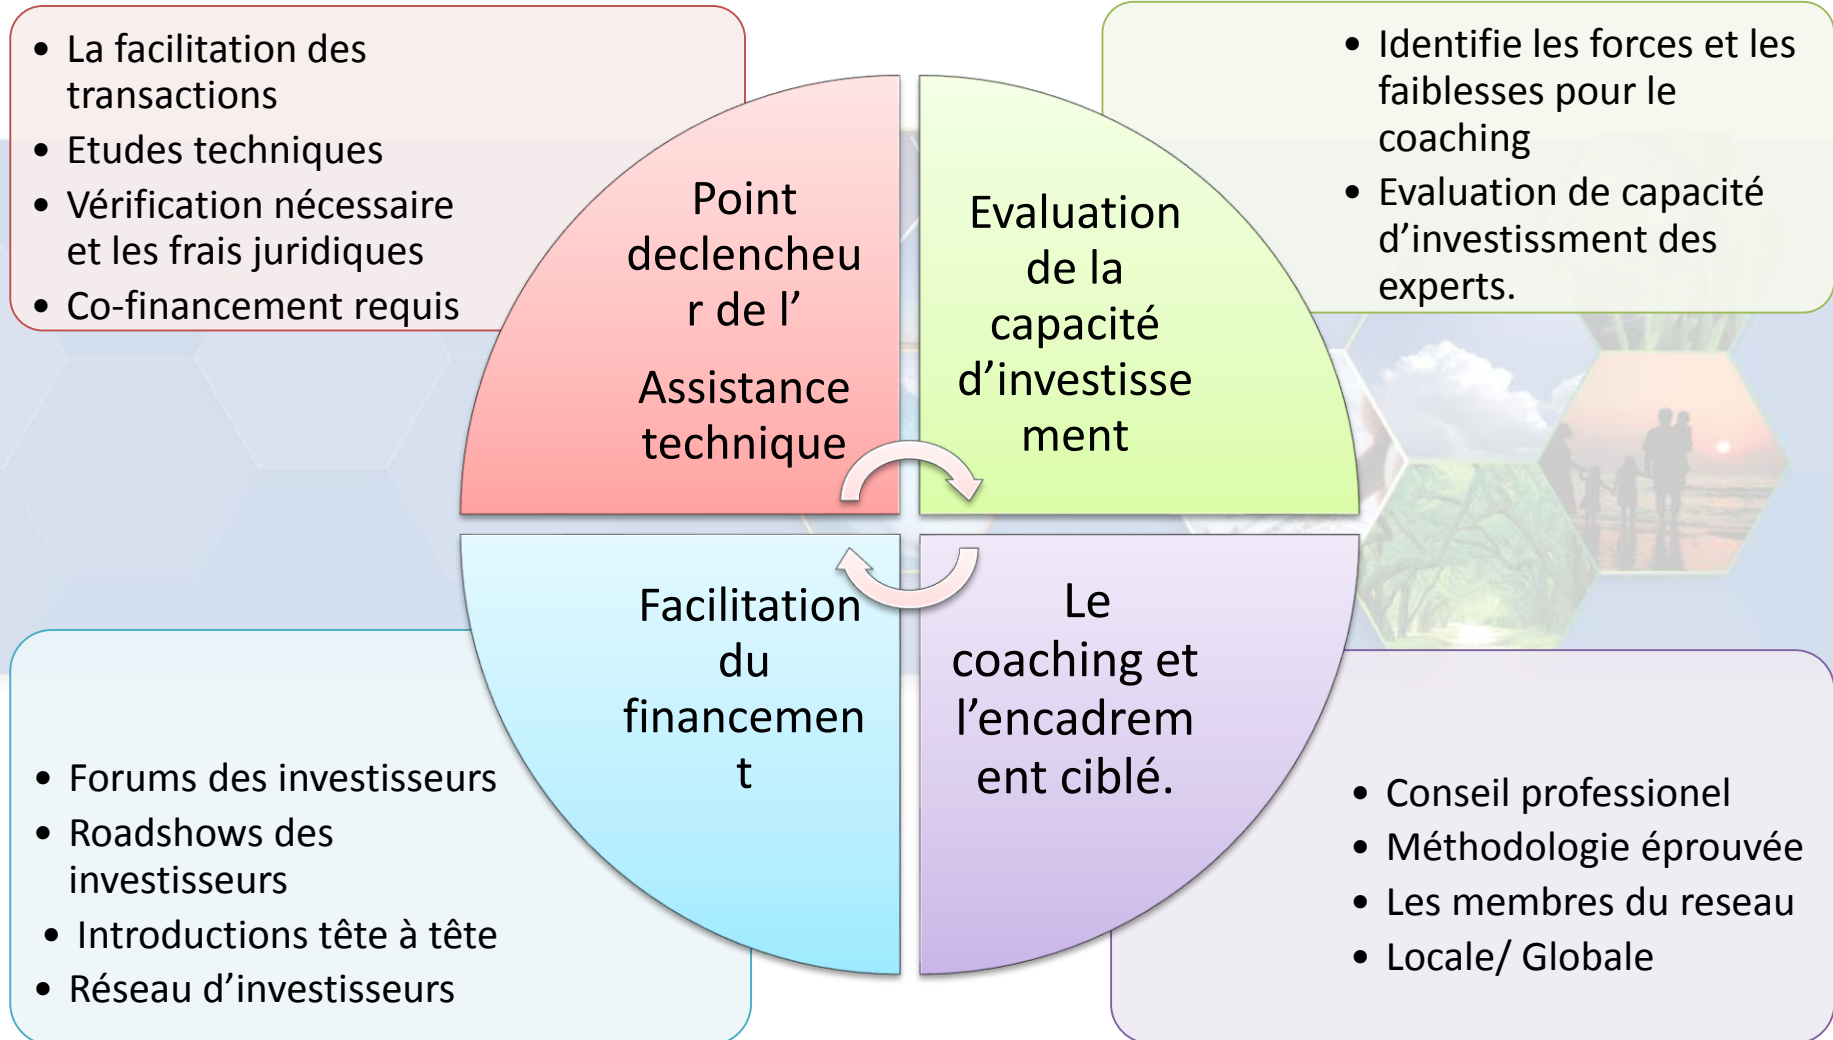 • La facilitation des
transactions
• Etudes techniques
• Vérification nécessaire
et les frais juridiques
• Co-financement requis
Point
declencheu
r de l’
Assistance
technique
Evaluation
de la
capacité
d’investisse
ment
• Identifie les forces et les
faiblesses pour le
coaching
• Evaluation de capacité
d’investissment des
experts.
Facilitation
du
financemen
t
Le
coaching et
l’encadrem
ent ciblé.
• Forums des investisseurs
• Roadshows des
investisseurs
• Introductions tête à tête
• Réseau d’investisseurs
• Conseil professionel
• Méthodologie éprouvée
• Les membres du reseau
• Locale/ Globale